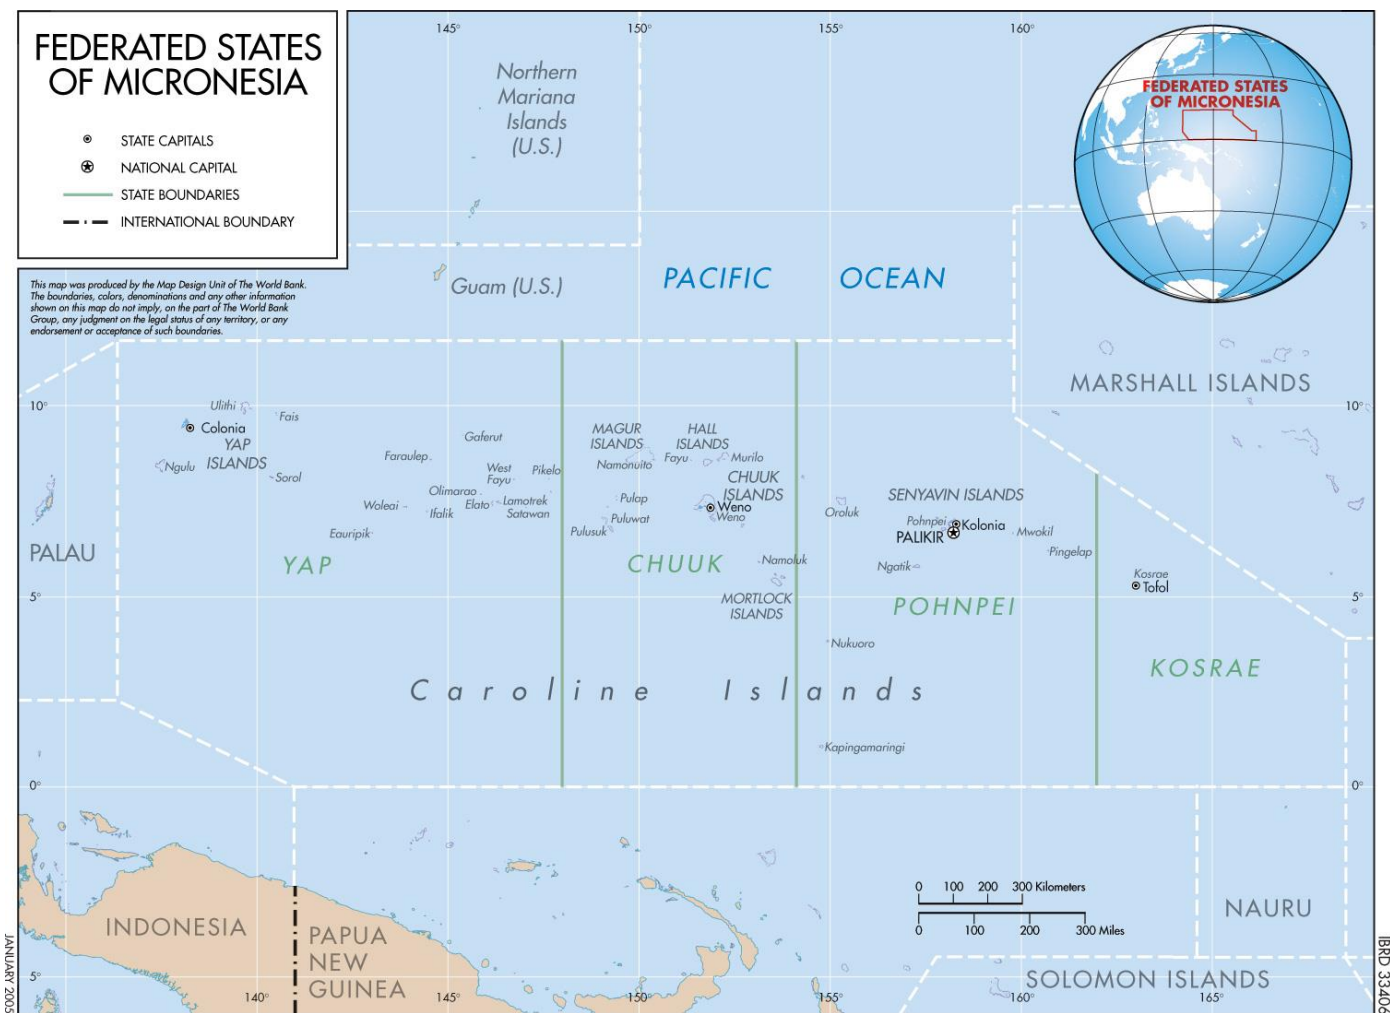 FEDERATED STATES
OF MICRONESIA
STATE CAPITALS
NATIONAL CAPITAL
STATE BOUNDARIES
INTERNATIONAL BOUNDARY
This map was produced by the Map Design Unit of The World Bank.
The boundaries, colors, denominations and any other information
shown on this map do not imply, on the part of The World Bank
Group, any judgment on the legal status of any territory, or any
endorsement or acceptance of such boundaries.
145°
150°
155°
160°
FEDERATED STATES
OF MICRONESIA
Northern
Mariana
Islands
(U.S.)
Guam (U.S.)
PACIFIC OCEAN
MARSHALL ISLANDS
10°
10°
Ulithi
Fais
Colonia
YAP
ISLANDS
Ngulu
Sorol
Gaferut
Faraulep
West
Fayu
Pikelo
Olimarao
Woleai
Ifalik
Elato
Lamotrek
Satawan
Eauripik
YAP
PALAU
MAGUR
ISLANDS
HALL
ISLANDS
Namonuito
Fayu
Murilo
CHUUK
ISLANDS
Pulap
Weno
Weno
Puluwat
Pulusuk
CHUUK
Namoluk
MORTLOCK
ISLANDS
SENYAVIN ISLANDS
Oroluk
Pohnpei
Kolonia
PALIKIR
Mwokil
Pingelap
Ngatik
POHNPEI
Kosrae
Tofol
5°
5°
Nukuoro
KOSRAE
Caroline Islands
Kapingamaringi
0°
0°
INDONESIA
PAPUA
NEW
GUINEA
0 100 200 300 Kilometers
0 100 200 300 Miles
NAURU
SOLOMON ISLANDS
5°
140°
145°
150°
155°
160°
165°
JANUARY 2005
IBRD 33406